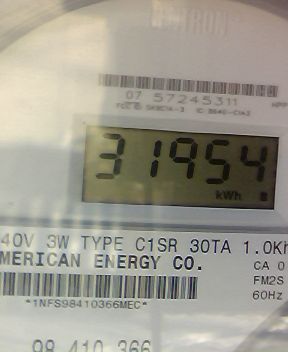 07 57245311
31954
kWh
40V 3W TYPE C1SR 30TA 1.0Kh
MERICAN ENERGY CO.
CA 0
FM2S
60Hz
*1NFS98410366MEC*
98 410 366